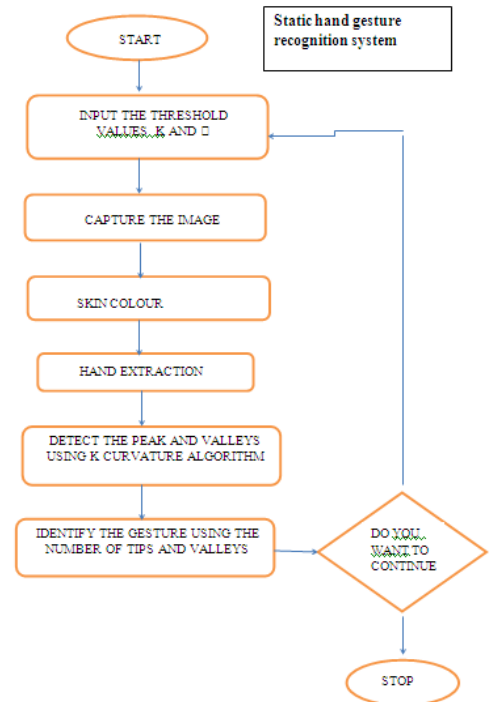 START
Static hand gesture
recognition system
INPUT THE THRESHOLD
VALUES K AND
CAPTURE THE IMAGE
SKIN COLOUR
HAND EXTRACTION
DETECT THE PEAK AND VALLEYS
USING K CURVATURE ALGORITHM
IDENTIFY THE GESTURE USING THE
NUMBER OF TIPS AND VALLEYS
DO YOU
WANT TO
CONTINUE
STOP